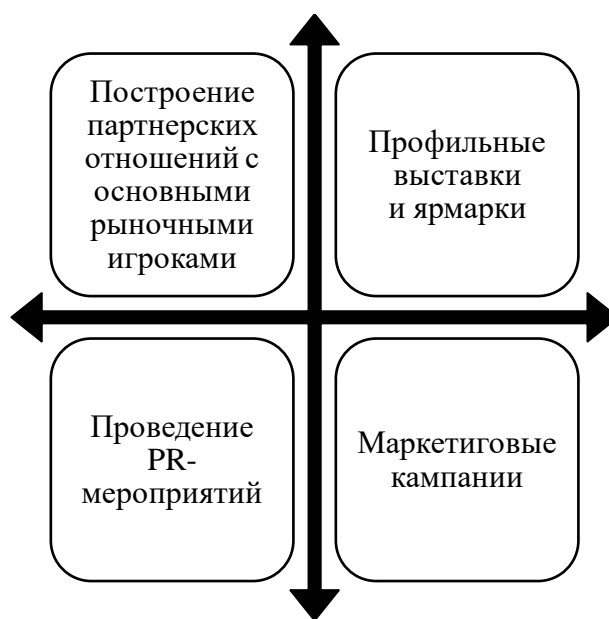 Построение
партнерских
отношений с
основными
рыночными
игроками
Профильные
выставки
и ярмарки
Проведение
PR-
мероприятий
Маркетиговые
кампании